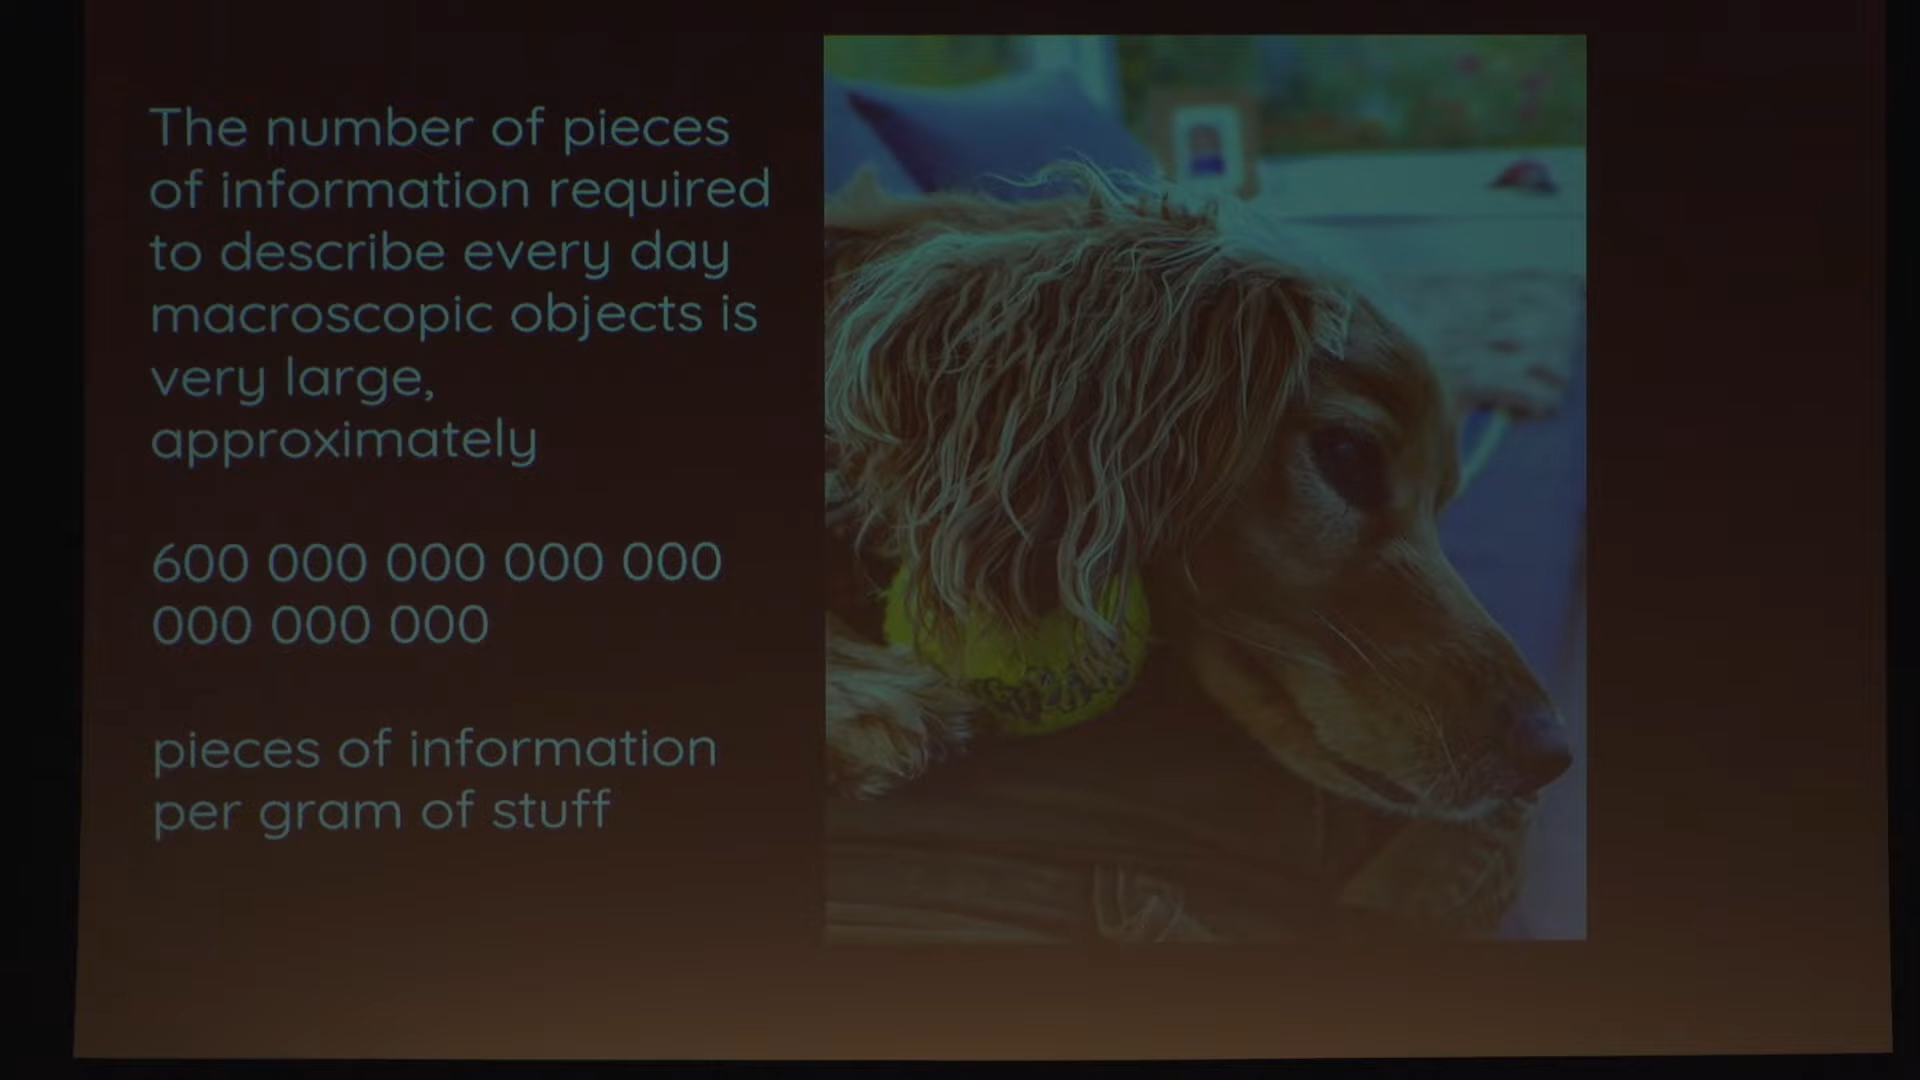 The number of pieces
of information required
to describe every day
macroscopic objects is
very large,
approximately
600 000 000 000 000
000 000 000
pieces of information
per gram of stuff